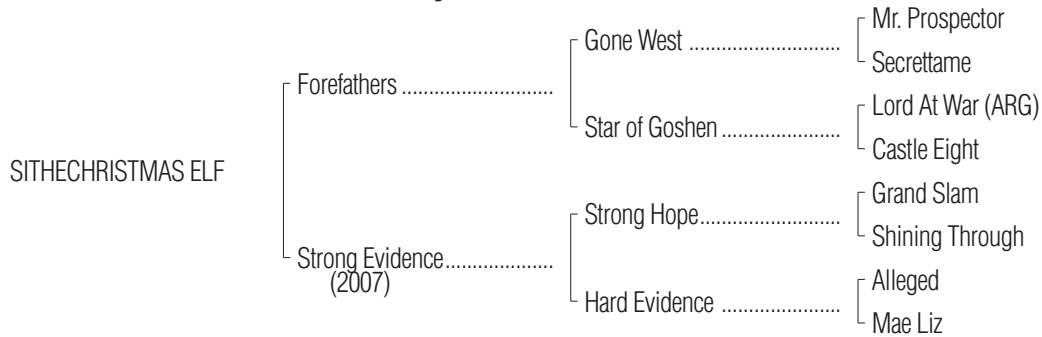 Mr. Prospector
Gone West ............................
Secrettame
Forefathers ............................
Lord At War (ARG)
Star of Goshen ......................
Castle Eight
SITHECHRISTMAS ELF
Grand Slam
Strong Hope..........................
Shining Through
Strong Evidence....................
(2007)
Alleged
Hard Evidence ......................
Mae Liz